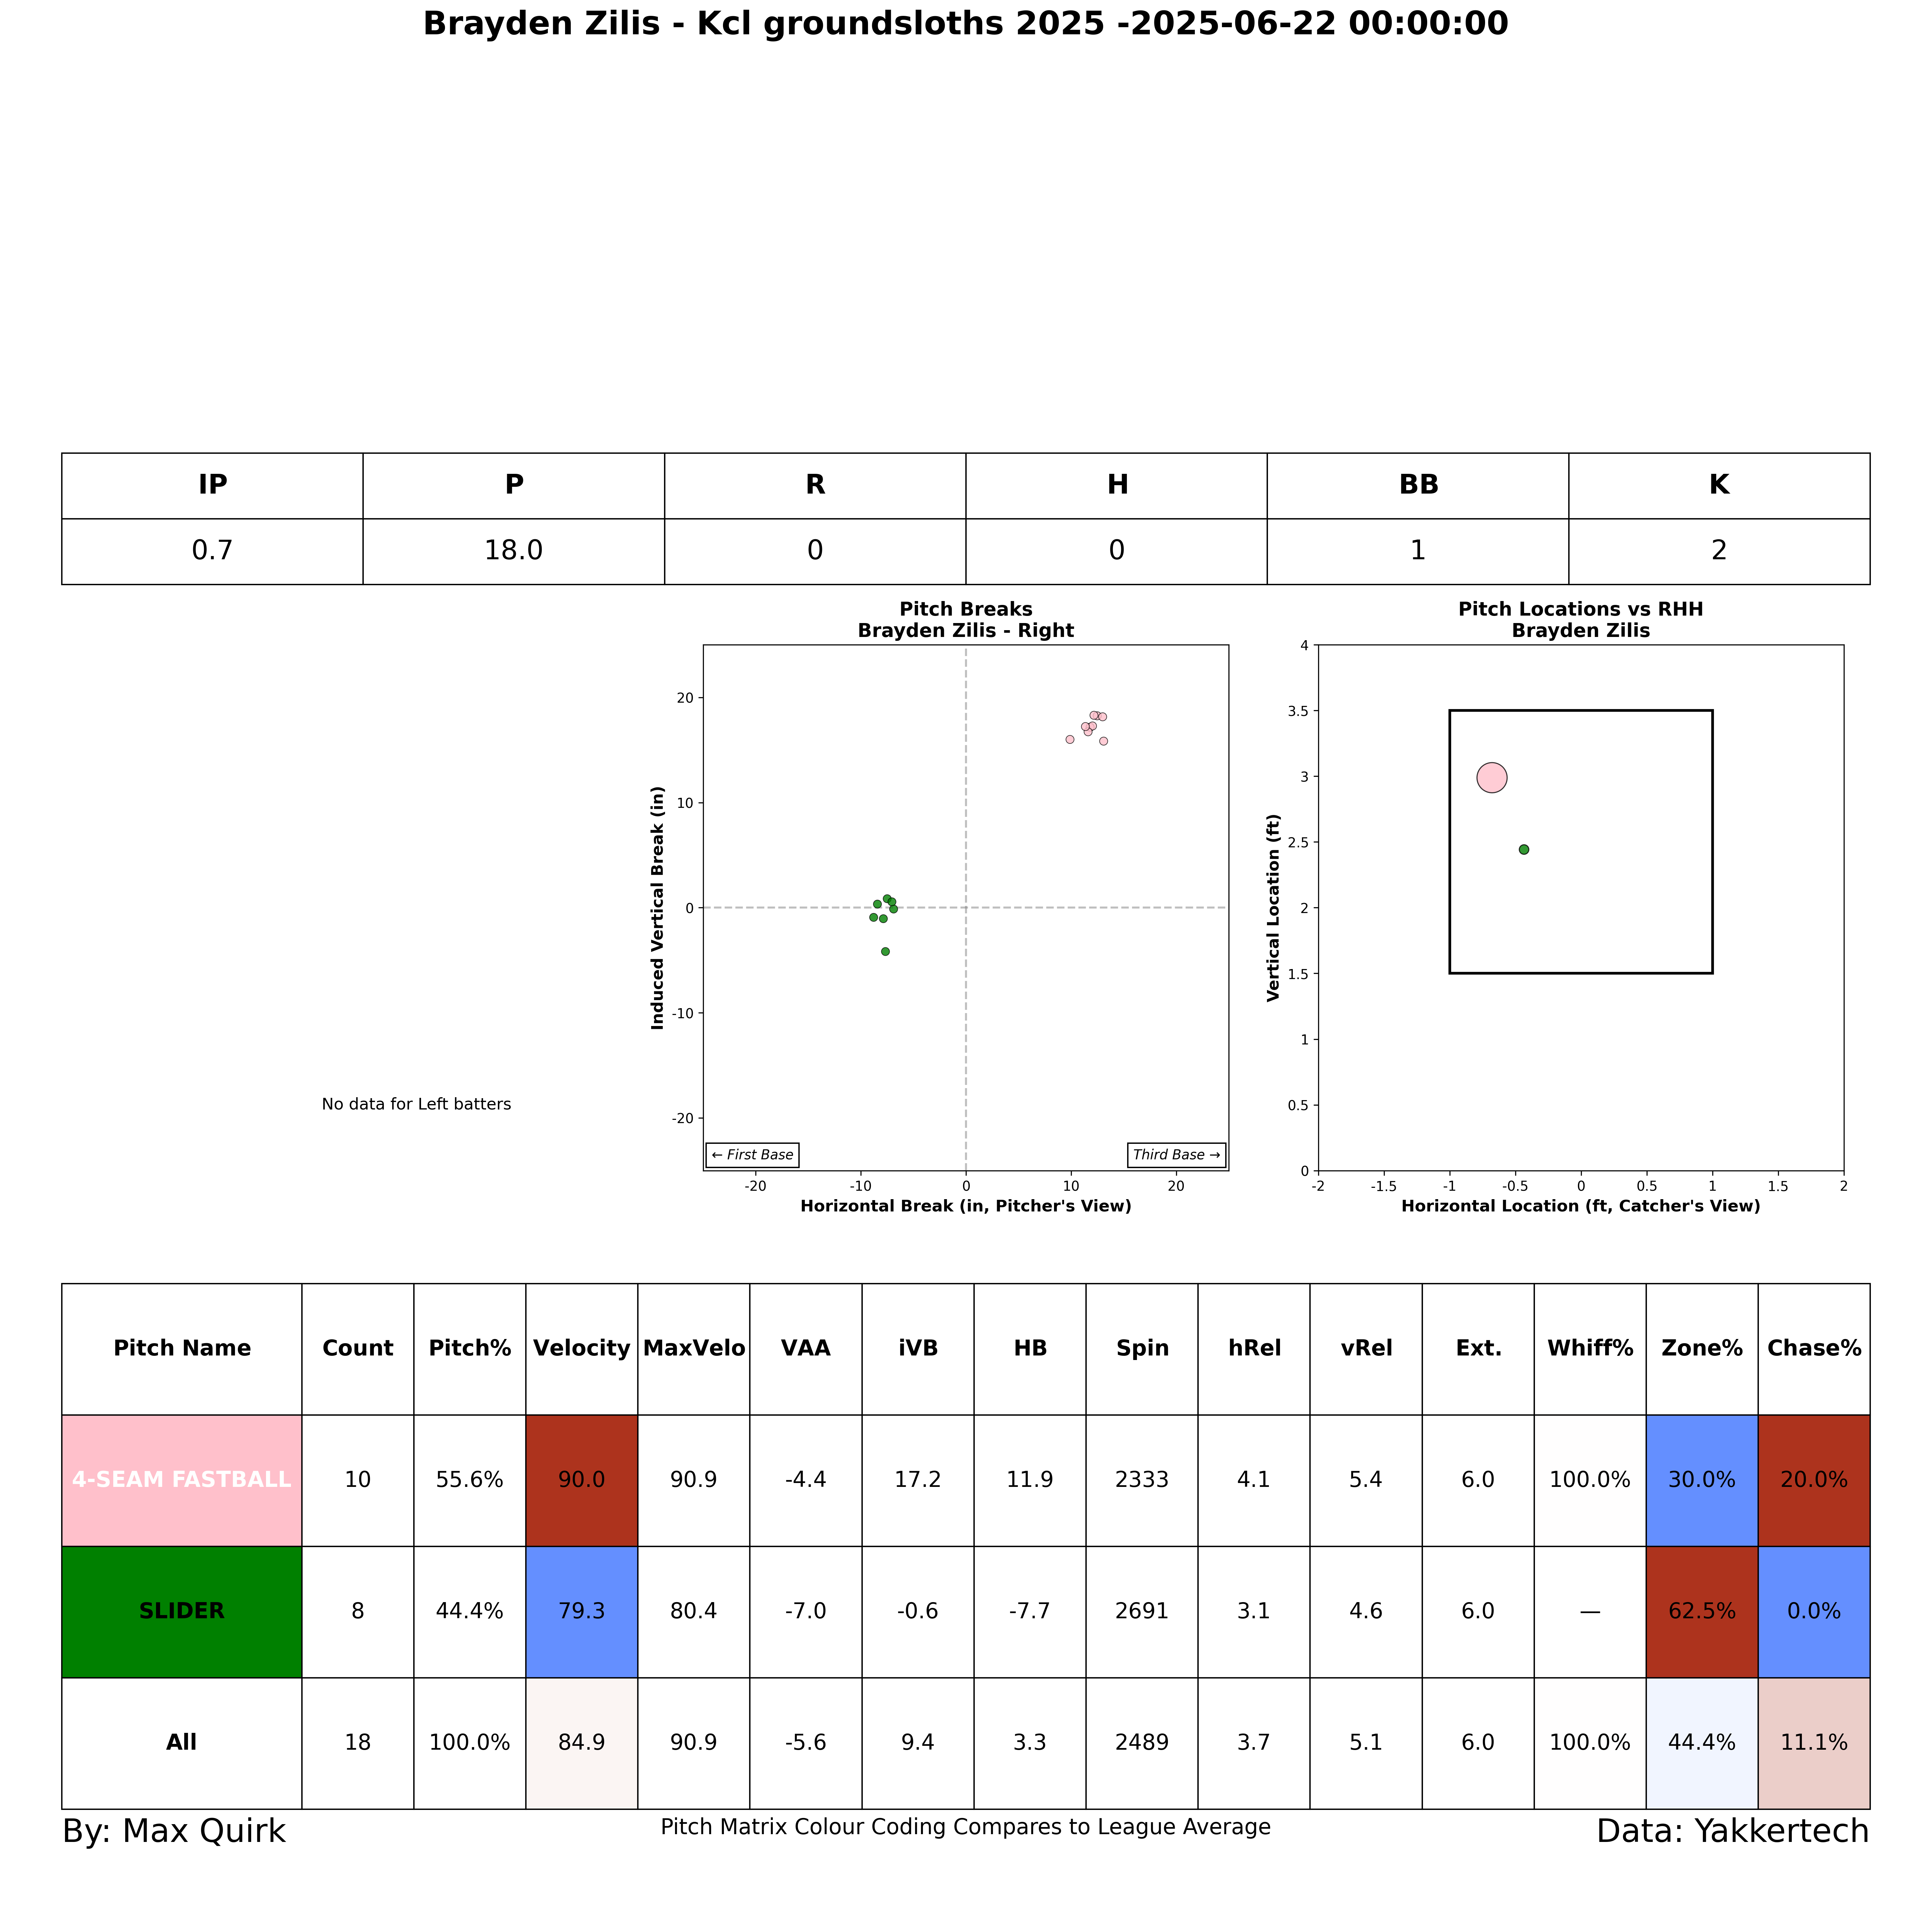 Brayden Zilis - Kcl groundsloths 2025 -2025-06-22 00:00:00
IP P R H BB K
0.7 18.0 0 0 1 2
No data for Left batters
Pitch Breaks
Brayden Zilis - Right
Induced Vertical Break (in)
20
10
0
-10
-20
← First Base
Third Base →
-20 -10 0 10 20
Horizontal Break (in, Pitcher's View)
Pitch Locations vs RHH
Brayden Zilis
Vertical Location (ft)
4
3.5
3
2.5
2
1.5
1
0.5
0
-2 -1.5 -1 -0.5 0 0.5 1 1.5 2
Horizontal Location (ft, Catcher's View)
Pitch Name Count Pitch% Velocity MaxVelo VAA iVB HB Spin hRel vRel Ext. Whiff% Zone% Chase%
4-SEAM FASTBALL 10 55.6% 90.0 90.9 -4.4 17.2 11.9 2333 4.1 5.4 6.0 100.0% 30.0% 20.0%
SLIDER 8 44.4% 79.3 80.4 -7.0 -0.6 -7.7 2691 3.1 4.6 6.0 — 62.5% 0.0%
All 18 100.0% 84.9 90.9 -5.6 9.4 3.3 2489 3.7 5.1 6.0 100.0% 44.4% 11.1%
By: Max Quirk
Pitch Matrix Colour Coding Compares to League Average
Data: Yakkertech